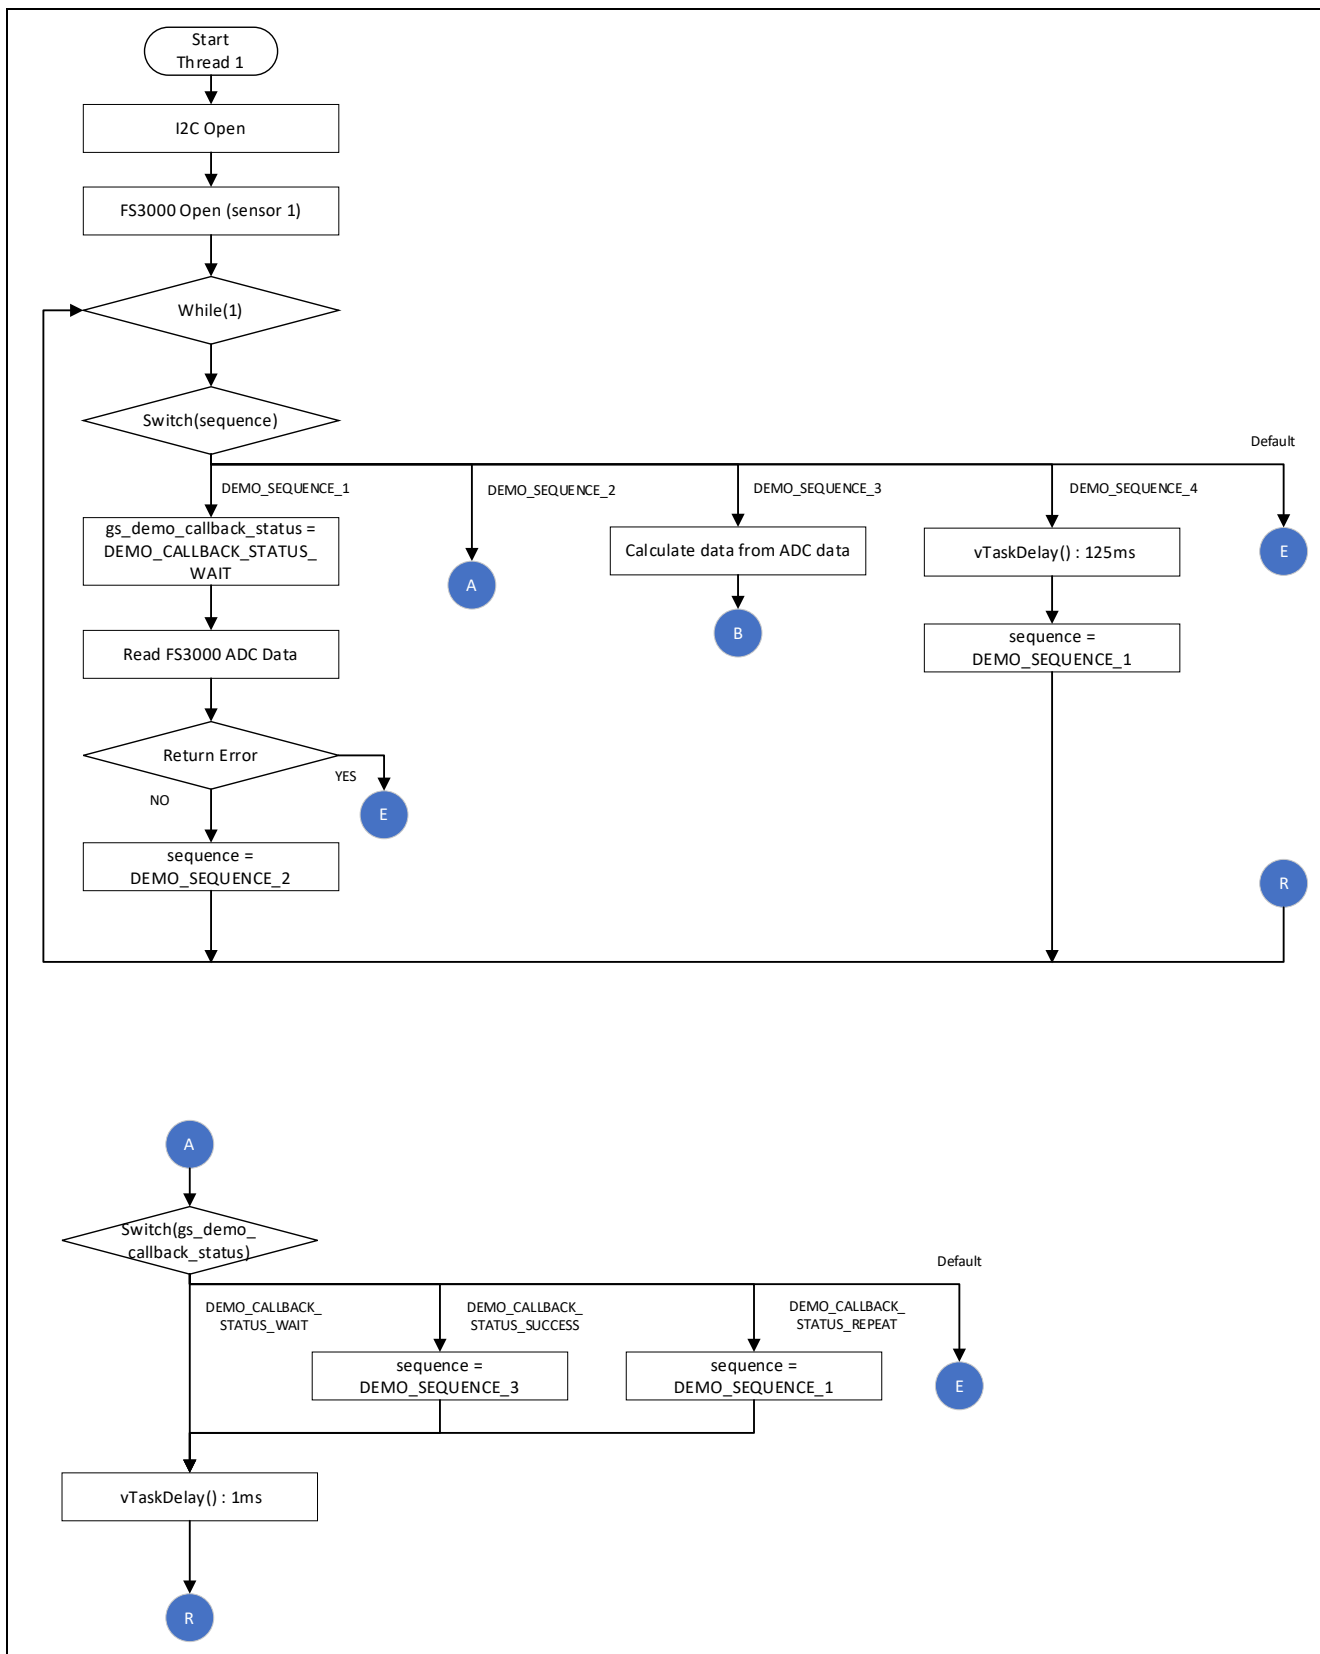 Start
Thread 1
I2C Open
FS3000 Open (sensor 1)
While(1)
Switch(sequence)
Default
DEMO_SEQUENCE_1
DEMO_SEQUENCE_2
DEMO_SEQUENCE_3
DEMO_SEQUENCE_4
gs_demo_callback_status =
DEMO_CALLBACK_STATUS_
WAIT
A
Calculate data from ADC data
vTaskDelay() : 125ms
E
B
Read FS3000 ADC Data
sequence =
DEMO_SEQUENCE_1
Return Error
YES
NO
E
sequence =
DEMO_SEQUENCE_2
R
A
Switch(gs_demo_
callback_status)
Default
DEMO_CALLBACK_
STATUS_WAIT
DEMO_CALLBACK_
STATUS_SUCCESS
DEMO_CALLBACK_
STATUS_REPEAT
sequence =
DEMO_SEQUENCE_3
sequence =
DEMO_SEQUENCE_1
E
vTaskDelay() : 1ms
R